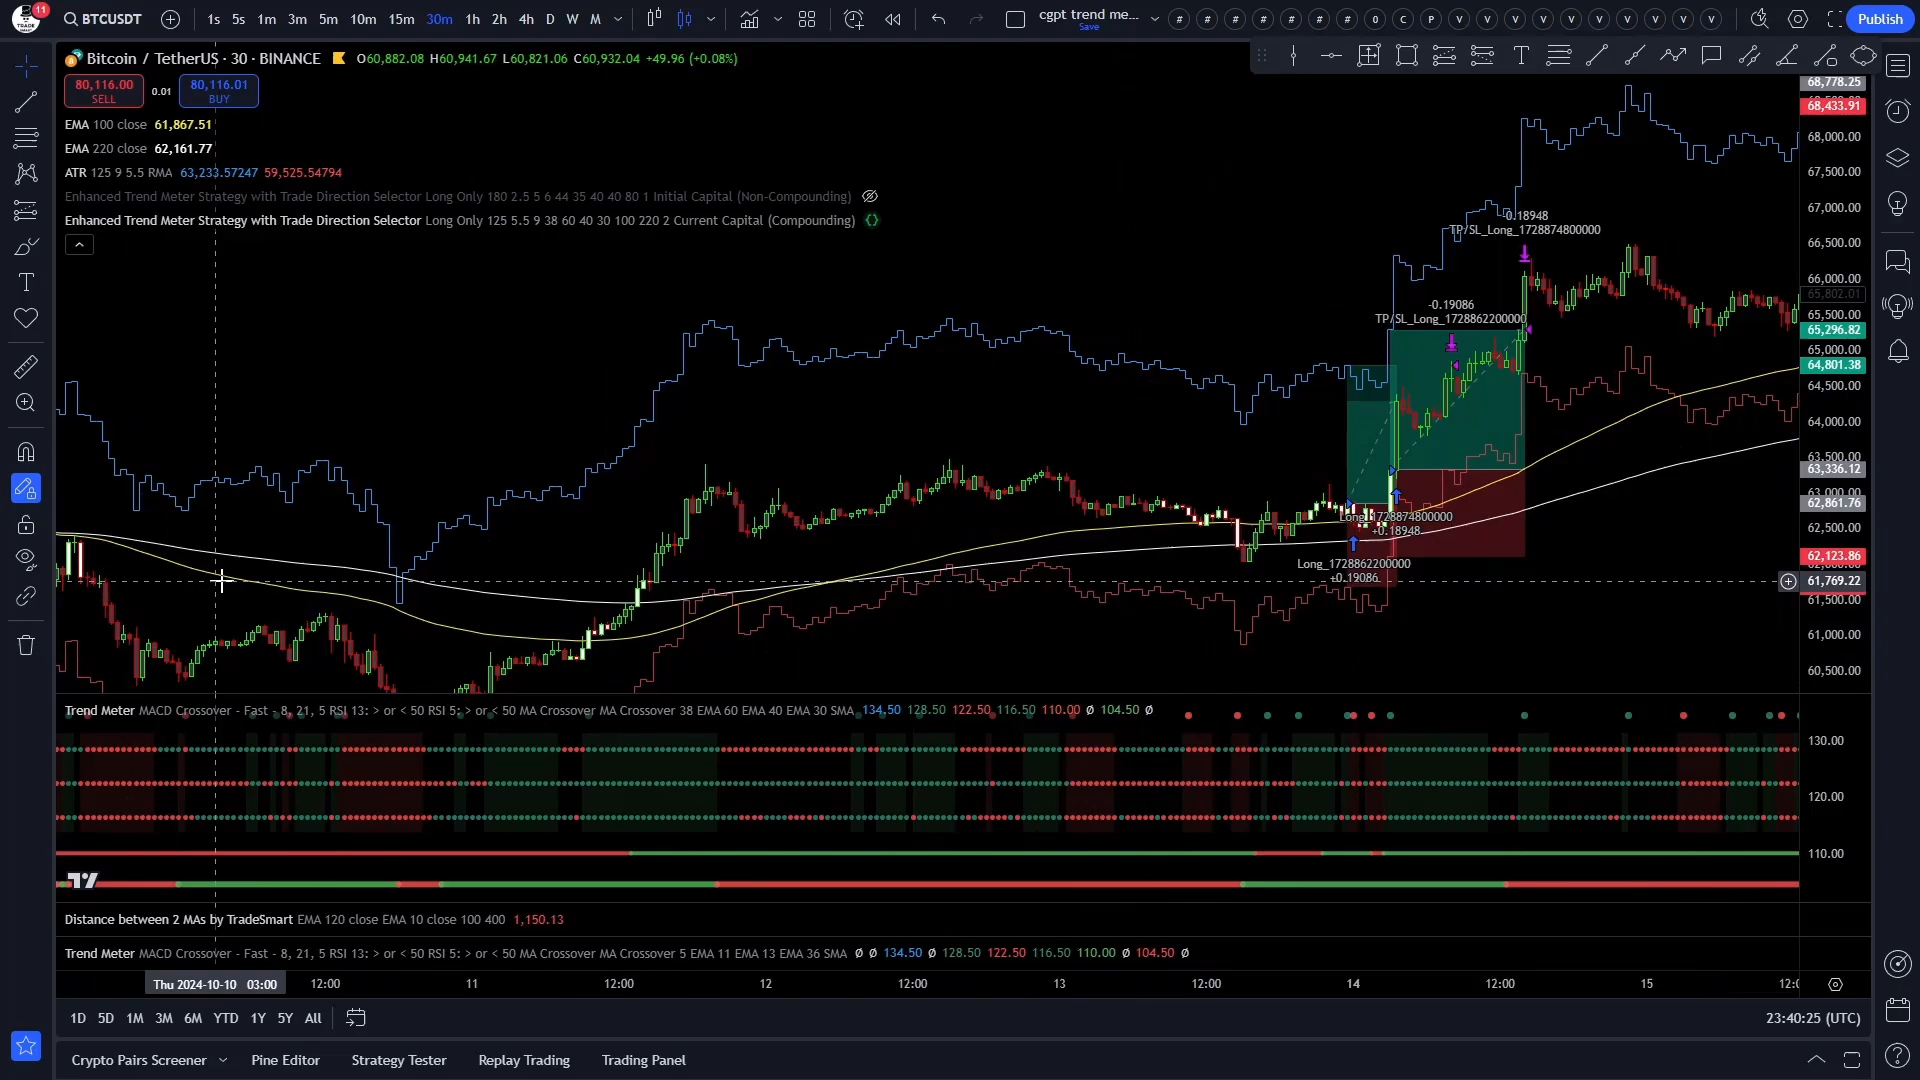 11
BTCUSDT
1s 5s 1m 3m 5m 10m 15m 30m 1h 2h 4h D W M
cgpt trend me...
Save
# # # # # # # 0 C P V V V V V V V V V V
Publish
Bitcoin / TetherUS · 30 · BINANCE O60,882.08 H60,941.67 L60,821.06 C60,932.04 +49.96 (+0.08%)
80,116.00
SELL
0.01
80,116.01
BUY
EMA 100 close 61,867.51
EMA 220 close 62,161.77
ATR 125 9 5.5 RMA 63,233.57247 59,525.54794
Enhanced Trend Meter Strategy with Trade Direction Selector Long Only 180 2.5 5 6 44 35 40 40 80 1 Initial Capital (Non-Compounding)
Enhanced Trend Meter Strategy with Trade Direction Selector Long Only 125 5.5 9 38 60 40 30 100 220 2 Current Capital (Compounding)
-0.18948
TP/SL_Long_1728874800000
-0.19086
TP/SL_Long_1728862200000
Long_1728874800000
+0.18948
Long_1728862200000
+0.19086
68,778.25
68,433.91
68,000.00
67,500.00
67,000.00
66,500.00
66,000.00
65,802.01
65,500.00
65,296.82
65,000.00
64,801.38
64,500.00
64,000.00
63,500.00
63,336.12
63,000.00
62,861.76
62,500.00
62,123.86
61,769.22
61,500.00
61,000.00
60,500.00
Trend Meter MACD Crossover - Fast - 8, 21, 5 RSI 13: > or < 50 RSI 5: > or < 50 MA Crossover MA Crossover 38 EMA 60 EMA 40 EMA 30 SMA 134.50 128.50 122.50 116.50 110.00 Ø 104.50 Ø
130.00
120.00
110.00
Distance between 2 MAs by TradeSmart EMA 120 close EMA 10 close 100 400 1,150.13
Trend Meter MACD Crossover - Fast - 8, 21, 5 RSI 13: > or < 50 RSI 5: > or < 50 MA Crossover MA Crossover 5 EMA 11 EMA 13 EMA 36 SMA Ø Ø 134.50 Ø 128.50 122.50 116.50 110.00 Ø 104.50 Ø
Thu 2024-10-10 03:00 12:00 11 12:00 12 12:00 13 12:00 14 12:00 15
1D 5D 1M 3M 6M YTD 1Y 5Y All
23:40:25 (UTC)
Crypto Pairs Screener Pine Editor Strategy Tester Replay Trading Trading Panel